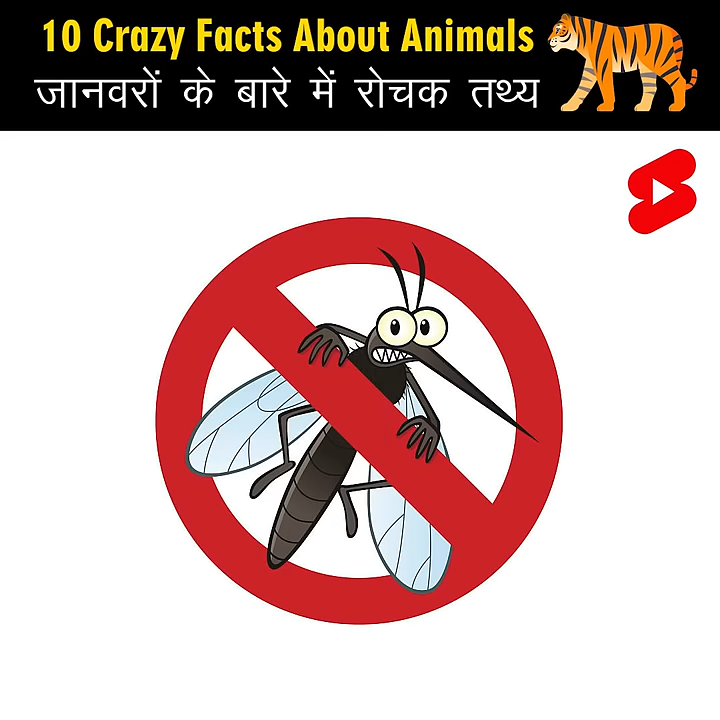 10 Crazy Facts About Animals
जानवरों के बारे में रोचक तथ्य